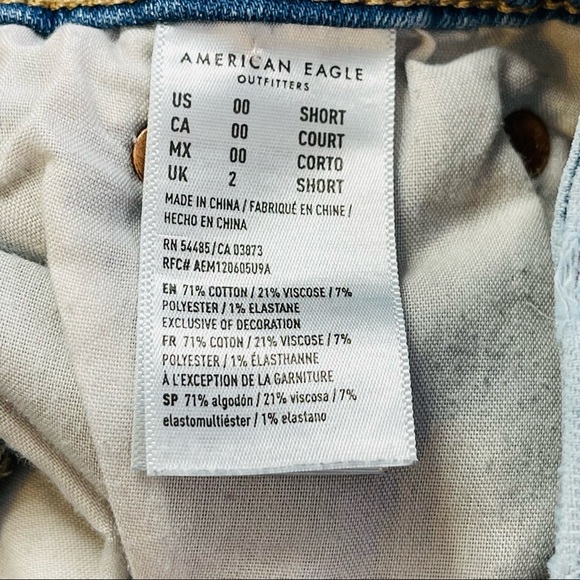 AMERICAN EAGLE
OUTFITTERS
US 00 SHORT
CA 00 COURT
MX 00 CORTO
UK 2 SHORT
MADE IN CHINA / FABRIQUÉ EN CHINE /
HECHO EN CHINA
RN 54485/CA 03873
RFC# AEM120605U9A
EN 71% COTTON / 21% VISCOSE / 7%
POLYESTER / 1% ELASTANE
EXCLUSIVE OF DECORATION
FR 71% COTON / 21% VISCOSE / 7%
POLYESTER / 1% ÉLASTHANNE
À L'EXCEPTION DE LA GARNITURE
SP 71% algodón / 21% viscosa / 7%
elastomultiéster / 1% elastano